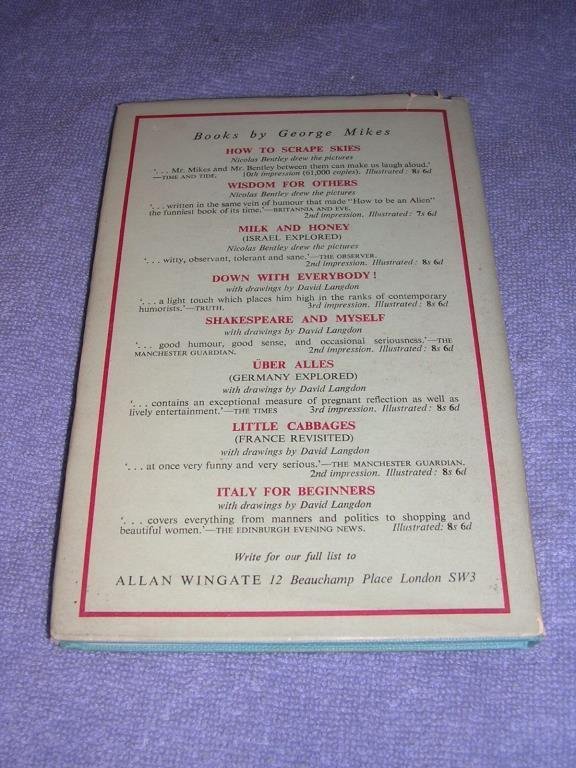 Books by George Mikes
HOW TO SCRAPE SKIES
Nicolas Bentley drew the pictures
'. . . Mr. Mikes and Mr. Bentley between them can make us laugh aloud.'
—TIME AND TIDE. 10th impression (61,000 copies). Illustrated: 8s 6d
WISDOM FOR OTHERS
Nicolas Bentley drew the pictures
'. . . written in the same vein of humour that made "How to be an Alien"
the funniest book of its time.'—BRITANNIA AND EVE.
2nd impression. Illustrated: 7s 6d
MILK AND HONEY
(ISRAEL EXPLORED)
Nicolas Bentley drew the pictures
'. . . witty, observant, tolerant and sane.'—THE OBSERVER.
2nd impression. Illustrated: 8s 6d
DOWN WITH EVERYBODY!
with drawings by David Langdon
'. . . a light touch which places him high in the ranks of contemporary
humorists.'—TRUTH. 3rd impression. Illustrated: 8s 6d
SHAKESPEARE AND MYSELF
with drawings by David Langdon
'. . . good humour, good sense, and occasional seriousness.'—THE
MANCHESTER GUARDIAN. 2nd impression. Illustrated: 8s 6d
ÜBER ALLES
(GERMANY EXPLORED)
with drawings by David Langdon
'. . . contains an exceptional measure of pregnant reflection as well as
lively entertainment.'—THE TIMES 3rd impression. Illustrated: 8s 6d
LITTLE CABBAGES
(FRANCE REVISITED)
with drawings by David Langdon
'. . . at once very funny and very serious.'—THE MANCHESTER GUARDIAN.
2nd impression. Illustrated: 8s 6d
ITALY FOR BEGINNERS
with drawings by David Langdon
'. . . covers everything from manners and politics to shopping and
beautiful women.'—THE EDINBURGH EVENING NEWS. Illustrated: 8s 6d
Write for our full list to
ALLAN WINGATE 12 Beauchamp Place London SW3